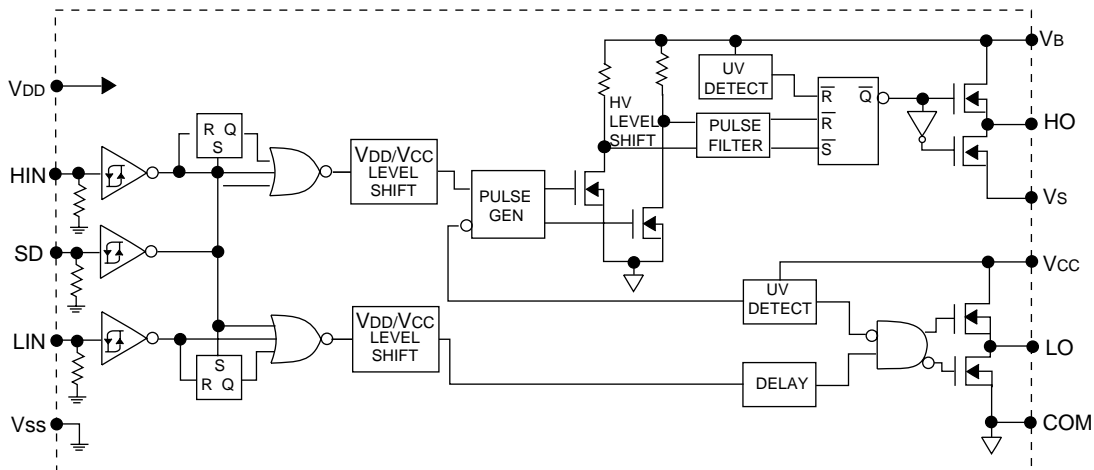 VB
UV
DETECT
VDD
HV
LEVEL
SHIFT
R Q
R
S
PULSE
FILTER
HO
R Q
S
HIN
VDD/VCC
LEVEL
SHIFT
PULSE
GEN
VS
SD
VCC
UV
DETECT
VDD/VCC
LEVEL
SHIFT
LIN
LO
S
R Q
DELAY
VSS
COM